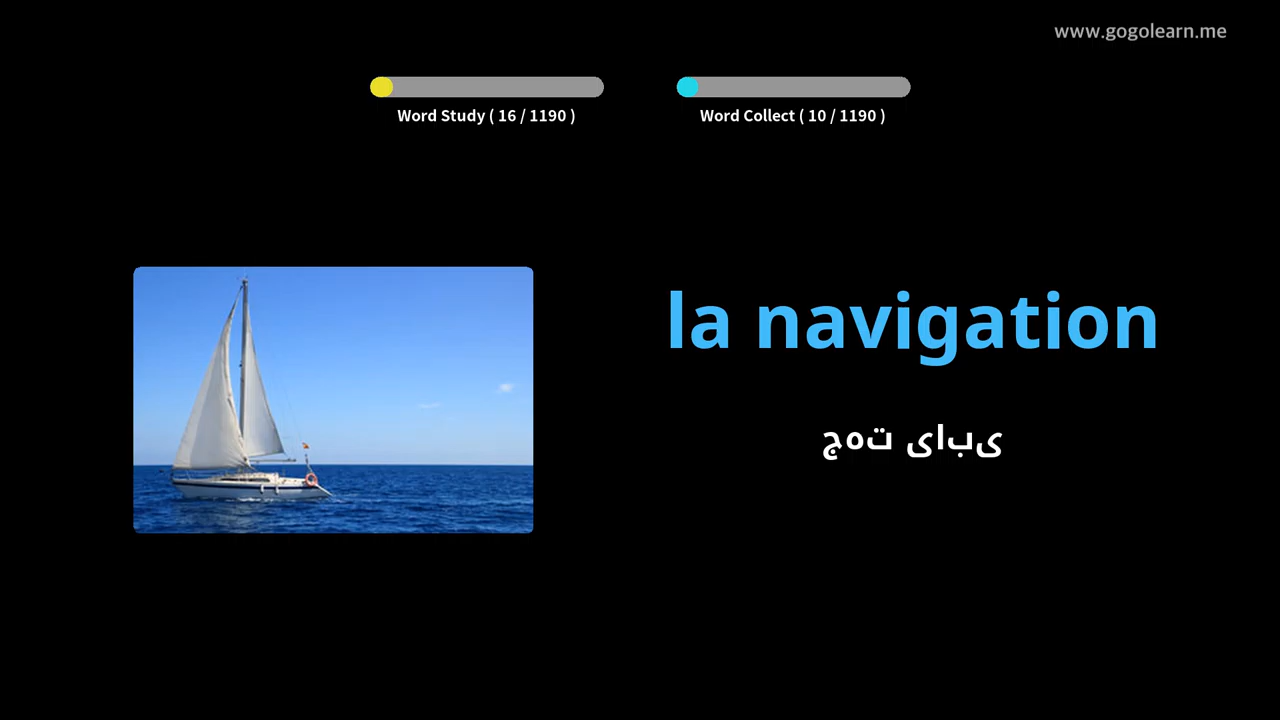 www.gogolearn.me
Word Study ( 16 / 1190 )
Word Collect ( 10 / 1190 )
la navigation
جهت یابی